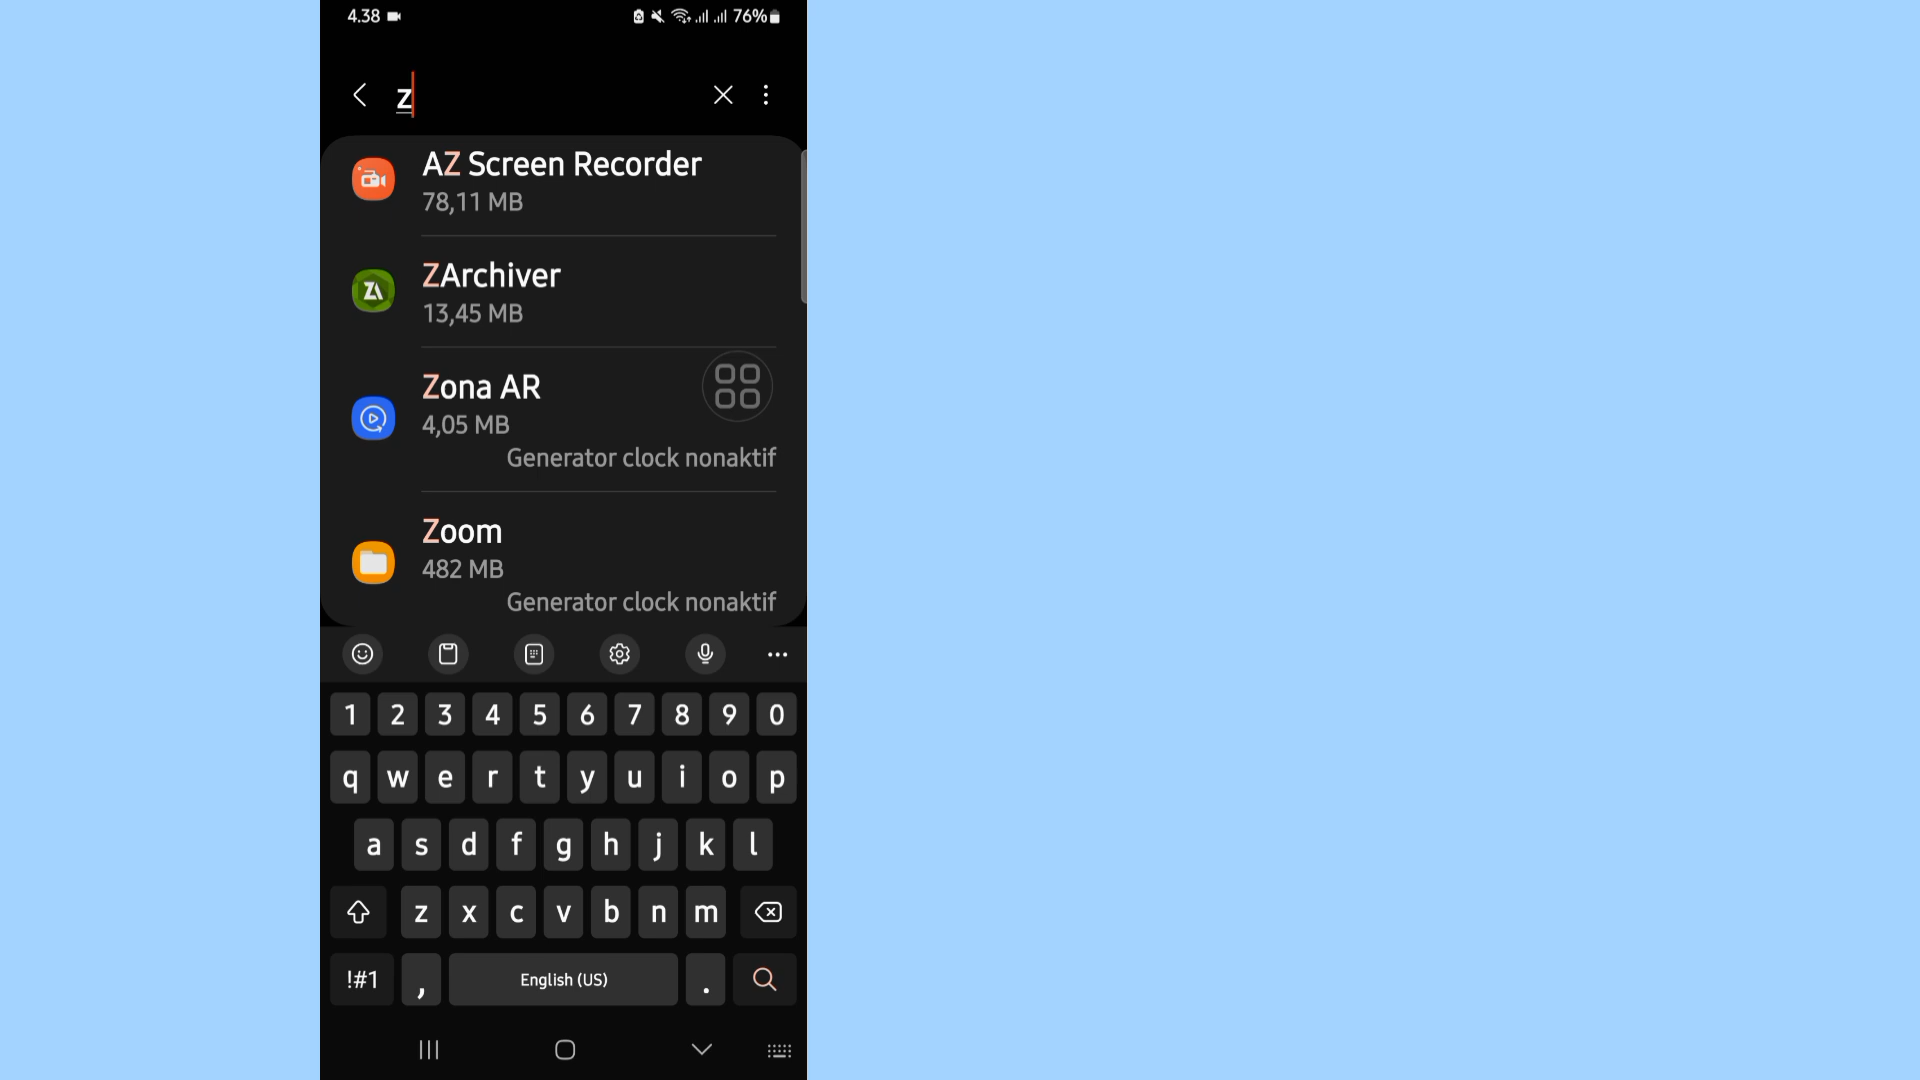 4.38 76%
z
AZ Screen Recorder
78,11 MB
ZArchiver
13,45 MB
Zona AR
4,05 MB
Generator clock nonaktif
Zoom
482 MB
Generator clock nonaktif
1 2 3 4 5 6 7 8 9 0
q w e r t y u i o p
a s d f g h j k l
z x c v b n m
!#1 , English (US) .